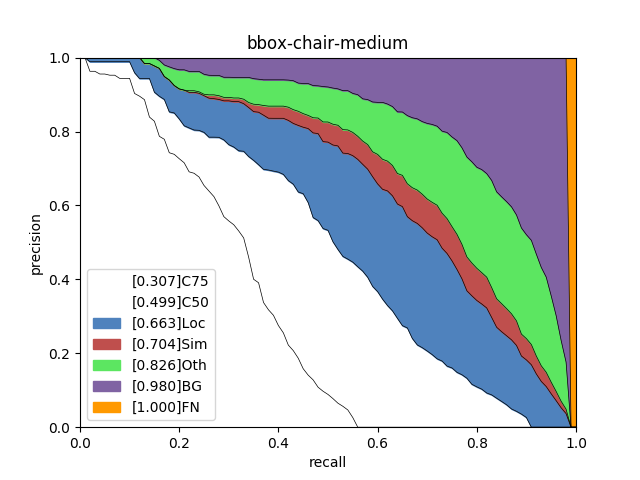 bbox-chair-medium
precision
1.0
0.8
0.6
0.4
0.2
0.0
[0.307]C75
[0.499]C50
[0.663]Loc
[0.704]Sim
[0.826]Oth
[0.980]BG
[1.000]FN
0.0 0.2 0.4 0.6 0.8 1.0
recall